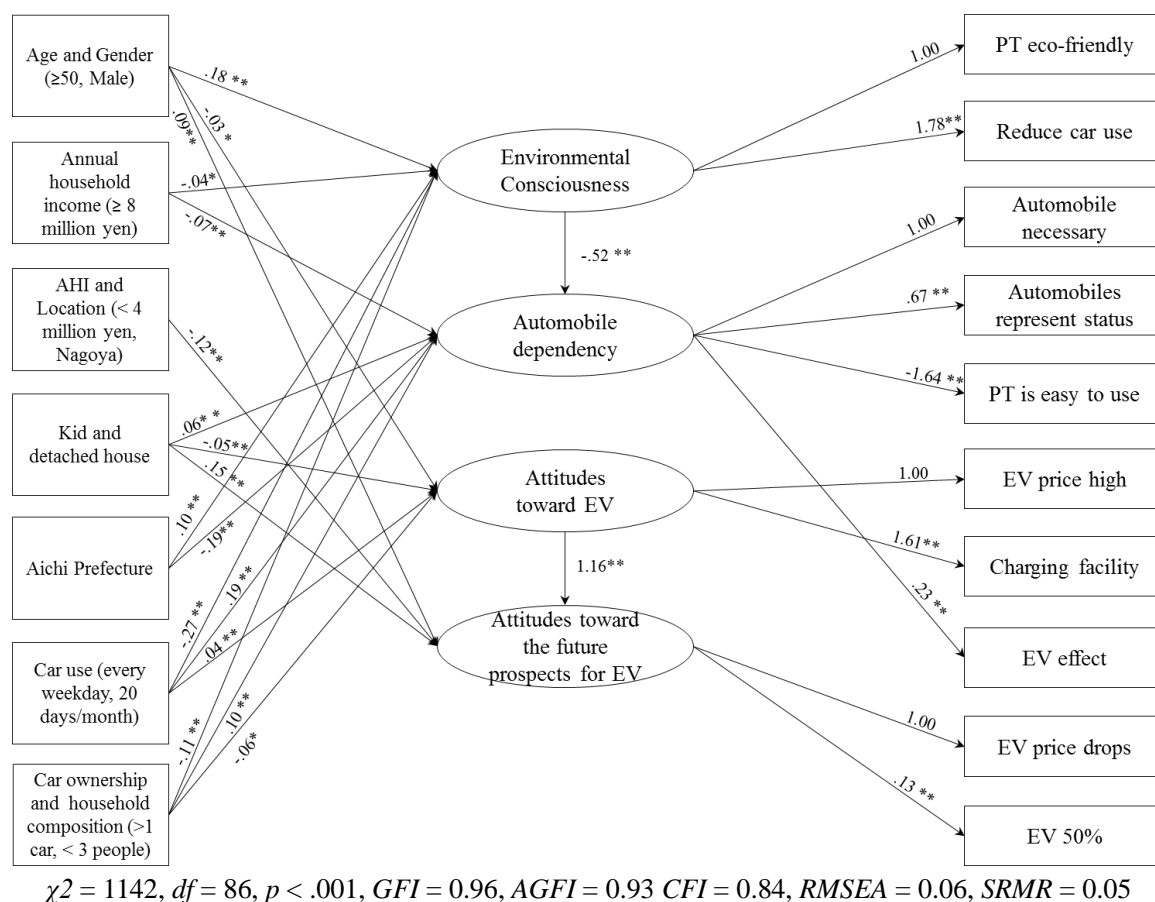 Age and Gender
(≥50, Male)
Annual
household
income (≥ 8
million yen)
AHI and
Location (< 4
million yen,
Nagoya)
Kid and
detached house
Aichi Prefecture
Car use (every
weekday, 20
days/month)
Car ownership
and household
composition (>1
car, < 3 people)
.18 **
-.03 *
.09**
-.04*
-.07**
-.12**
.06* *
-.05**
.15 **
.10 **
-.19**
-.27 **
.19 **
.04 **
-.11 **
.10 **
-.06*
Environmental
Consciousness
-.52 **
Automobile
dependency
Attitudes
toward EV
1.16**
Attitudes toward
the future
prospects for EV
1.00
1.78**
1.00
.67 **
-1.64 **
1.00
1.61**
.23 **
1.00
.13 **
PT eco-friendly
Reduce car use
Automobile
necessary
Automobiles
represent status
PT is easy to use
EV price high
Charging facility
EV effect
EV price drops
EV 50%
χ2 = 1142, df = 86, p < .001, GFI = 0.96, AGFI = 0.93 CFI = 0.84, RMSEA = 0.06, SRMR = 0.05